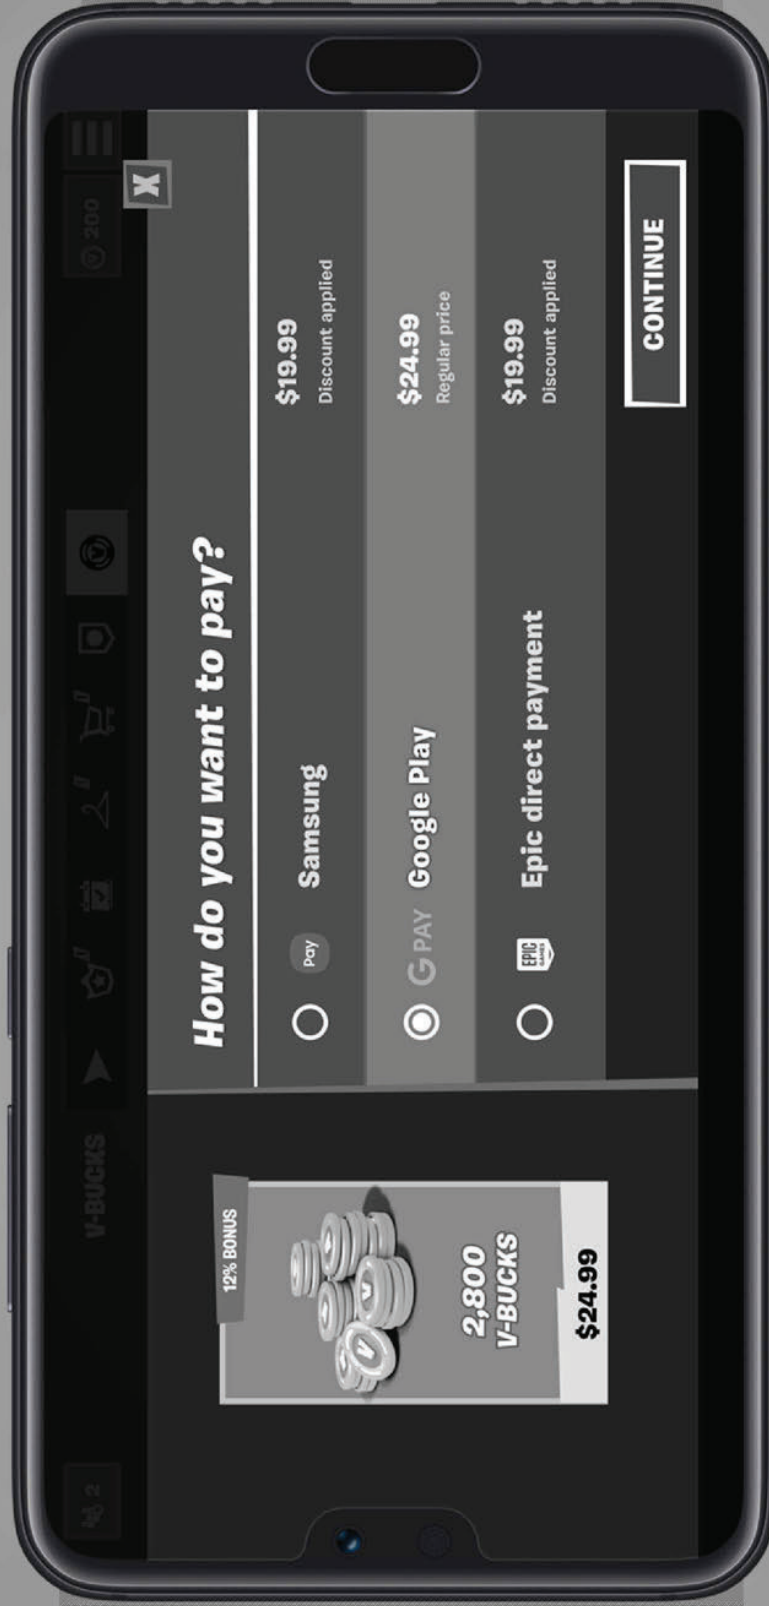 2
V-BUCKS
200
X
How do you want to pay?
Pay
Samsung
$19.99
Discount applied
G PAY
Google Play
$24.99
Regular price
EPIC
GAMES
Epic direct payment
$19.99
Discount applied
CONTINUE
12% BONUS
2,800
V-BUCKS
$24.99